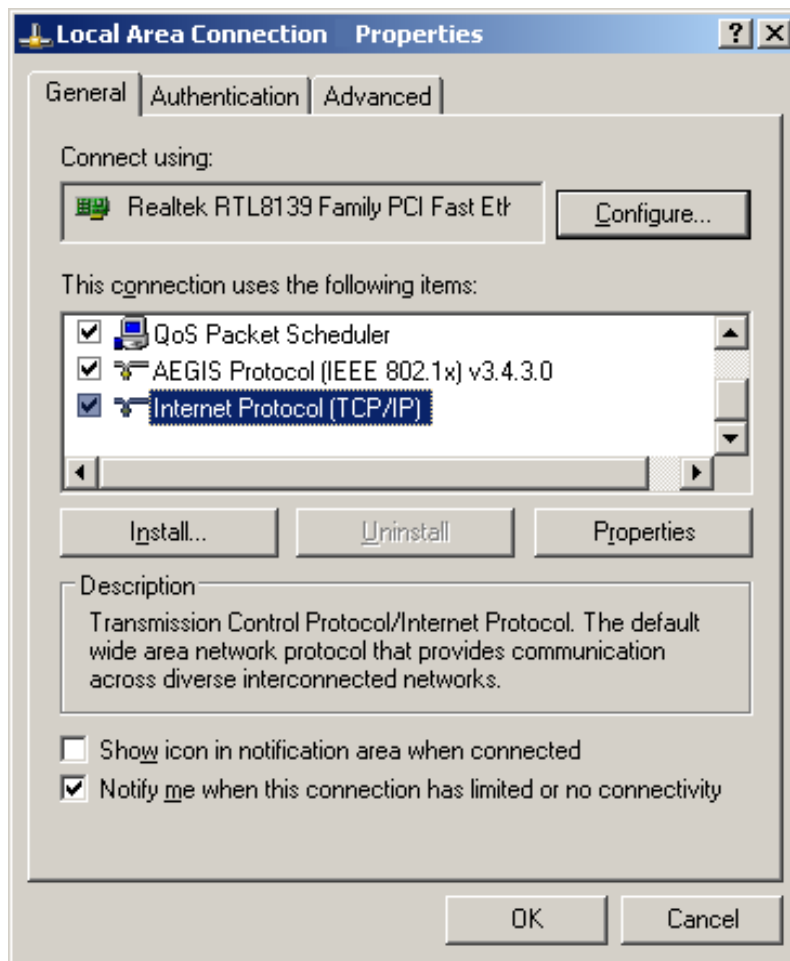 Local Area Connection Properties
General Authentication Advanced
Connect using:
Realtek RTL8139 Family PCI Fast Eth
Configure...
This connection uses the following items:
QoS Packet Scheduler
AEGIS Protocol (IEEE 802.1x) v3.4.3.0
Internet Protocol (TCP/IP)
Install... Uninstall Properties
Description
Transmission Control Protocol/Internet Protocol. The default
wide area network protocol that provides communication
across diverse interconnected networks.
Show icon in notification area when connected
Notify me when this connection has limited or no connectivity
OK Cancel